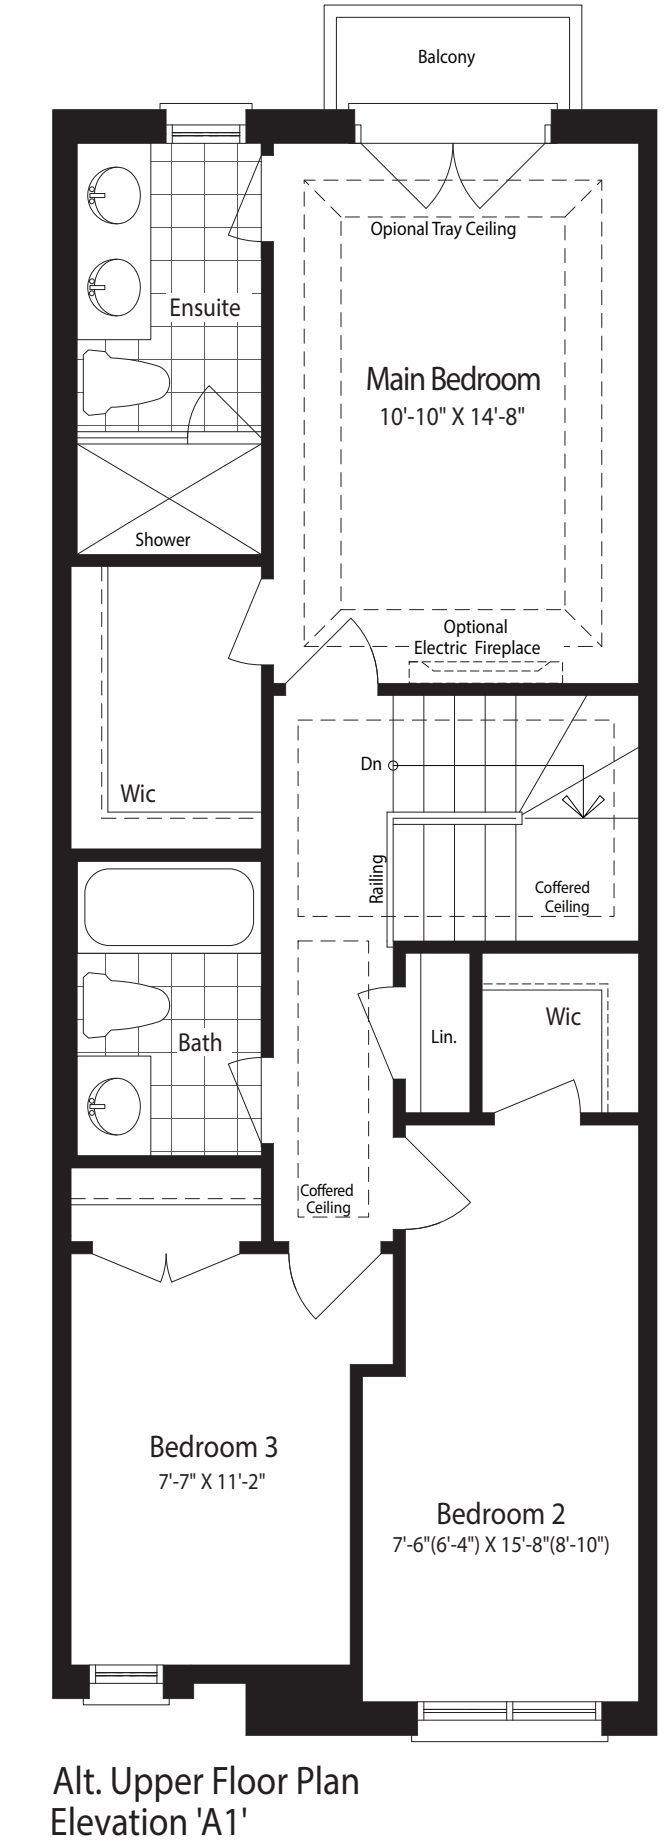 Balcony
Opional Tray Ceiling
Ensuite
Main Bedroom
10'-10" X 14'-8"
Shower
Optional
Electric Fireplace
Dn
Wic
Railing
Coffered
Ceiling
Wic
Lin.
Bath
Coffered
Ceiling
Bedroom 3
7'-7" X 11'-2"
Bedroom 2
7'-6"(6'-4") X 15'-8"(8'-10")
Alt. Upper Floor Plan
Elevation 'A1'